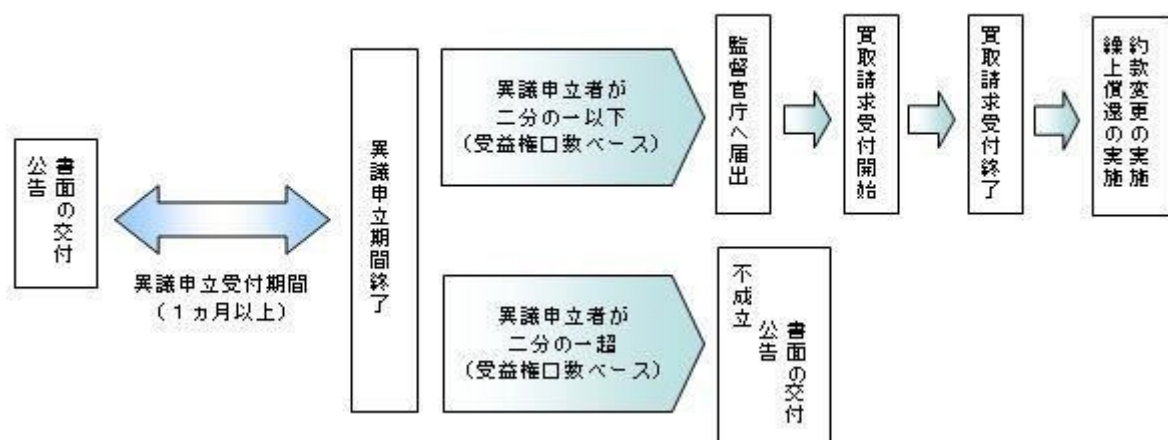 書面の交付
公告
異議申立受付期間
(1ヵ月以上)
異議申立期間終了
異議申立者が
二分の一以下
(受益権口数ベース)
監督官庁へ届出
買取請求受付開始
買取請求受付終了
約款変更の実施
繰上償還の実施
異議申立者が
二分の一超
(受益権口数ベース)
不成立
書面の交付
公告